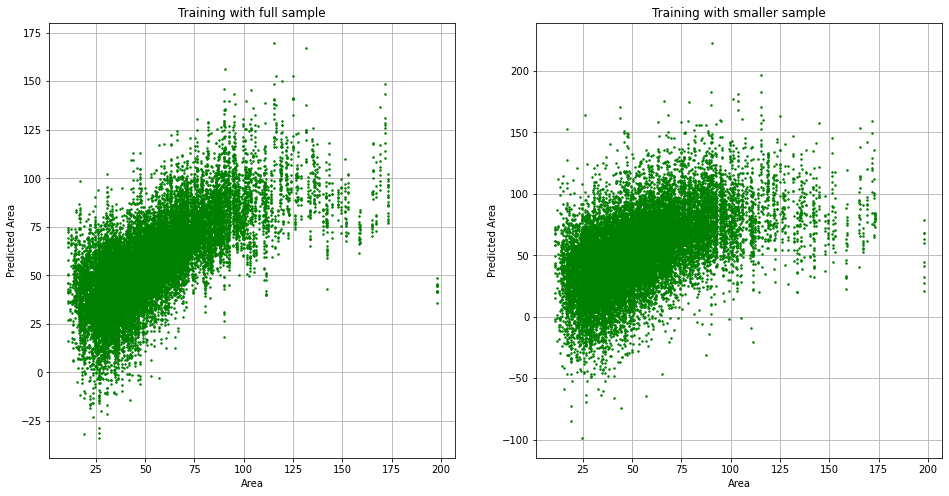 Training with full sample
175
150
125
100
75
50
25
0
−25
Predicted Area
25 50 75 100 125 150 175 200
Area
Training with smaller sample
200
150
100
50
0
−50
−100
Predicted Area
25 50 75 100 125 150 175 200
Area